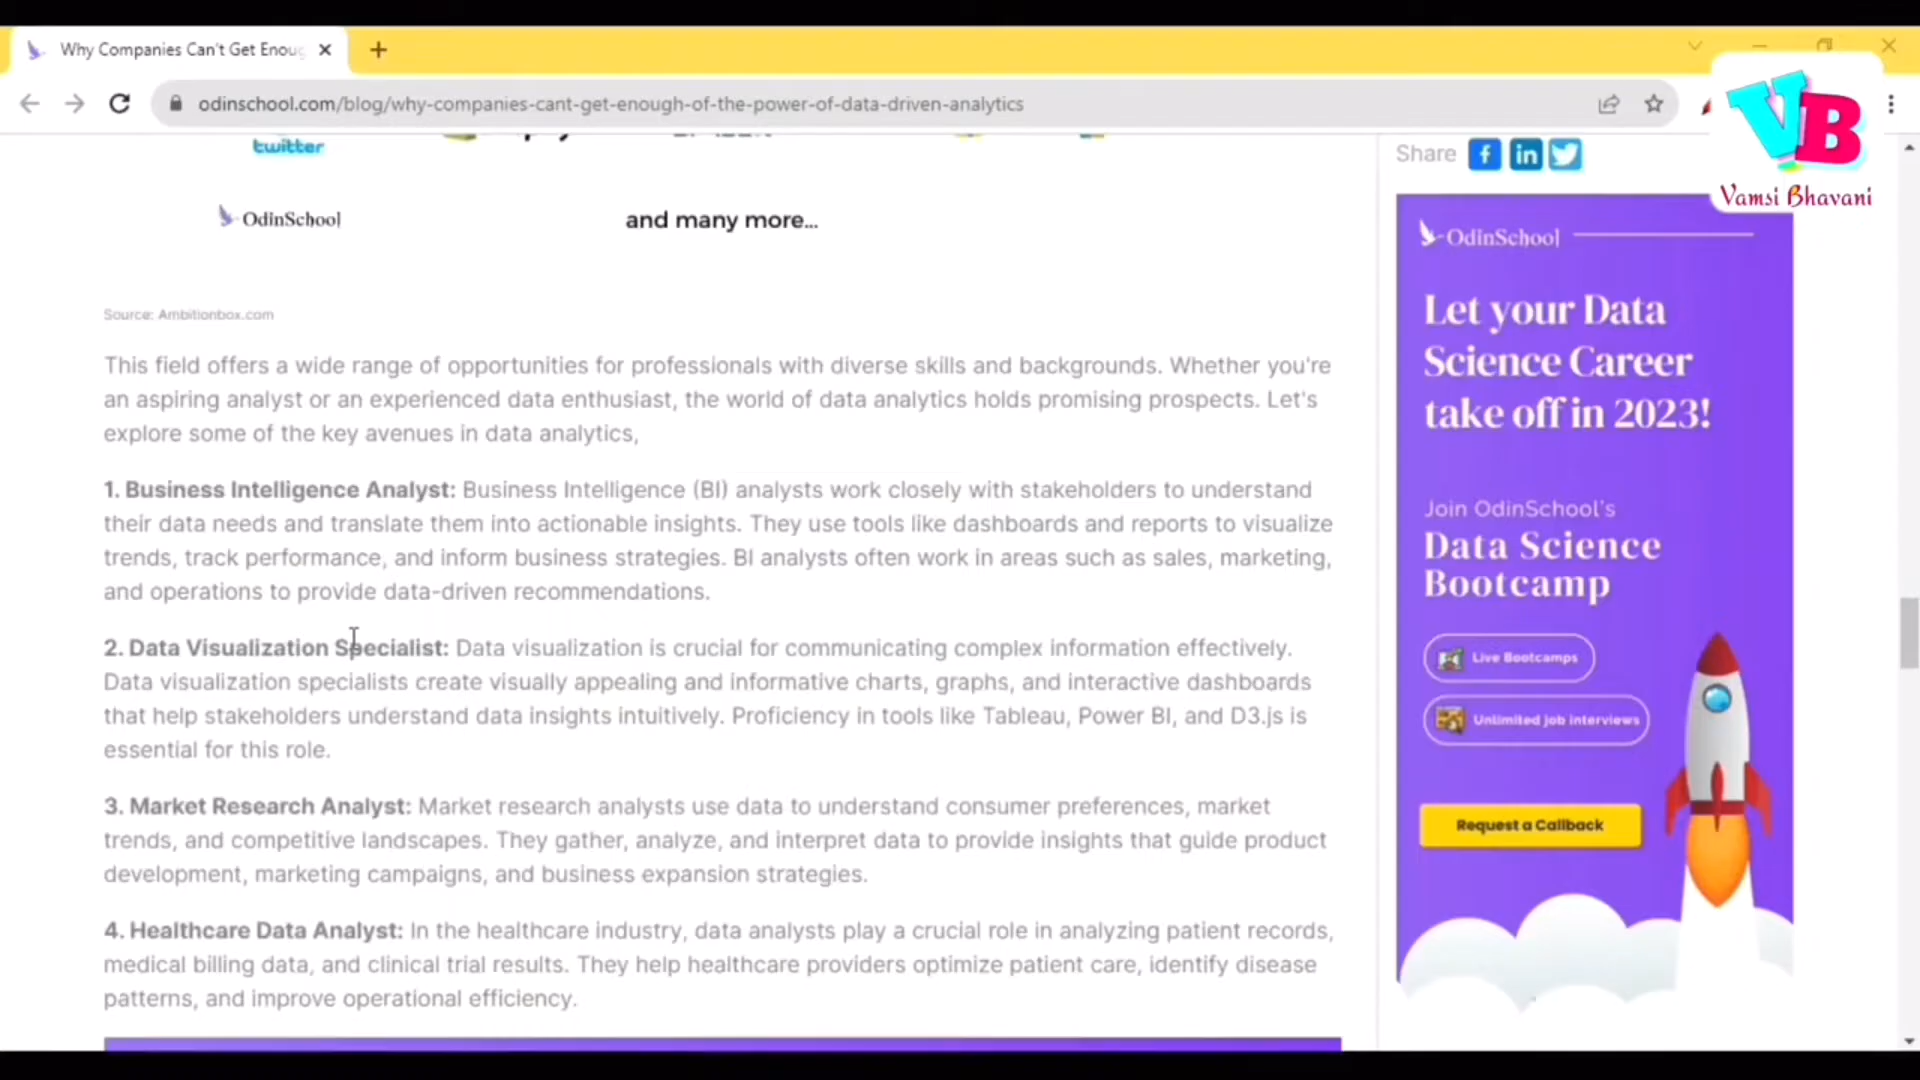 Why Companies Can't Get Enoug
odinschool.com/blog/why-companies-cant-get-enough-of-the-power-of-data-driven-analytics
VB
Vamsi Bhavani
twitter
OdinSchool
and many more...
Source: Ambitionbox.com
This field offers a wide range of opportunities for professionals with diverse skills and backgrounds. Whether you're
an aspiring analyst or an experienced data enthusiast, the world of data analytics holds promising prospects. Let's
explore some of the key avenues in data analytics,
1. Business Intelligence Analyst: Business Intelligence (BI) analysts work closely with stakeholders to understand
their data needs and translate them into actionable insights. They use tools like dashboards and reports to visualize
trends, track performance, and inform business strategies. BI analysts often work in areas such as sales, marketing,
and operations to provide data-driven recommendations.
2. Data Visualization Specialist: Data visualization is crucial for communicating complex information effectively.
Data visualization specialists create visually appealing and informative charts, graphs, and interactive dashboards
that help stakeholders understand data insights intuitively. Proficiency in tools like Tableau, Power BI, and D3.js is
essential for this role.
3. Market Research Analyst: Market research analysts use data to understand consumer preferences, market
trends, and competitive landscapes. They gather, analyze, and interpret data to provide insights that guide product
development, marketing campaigns, and business expansion strategies.
4. Healthcare Data Analyst: In the healthcare industry, data analysts play a crucial role in analyzing patient records,
medical billing data, and clinical trial results. They help healthcare providers optimize patient care, identify disease
patterns, and improve operational efficiency.
Share
OdinSchool
Let your Data
Science Career
take off in 2023!
Join OdinSchool's
Data Science
Bootcamp
Live Bootcamps
Unlimited job interviews
Request a Callback